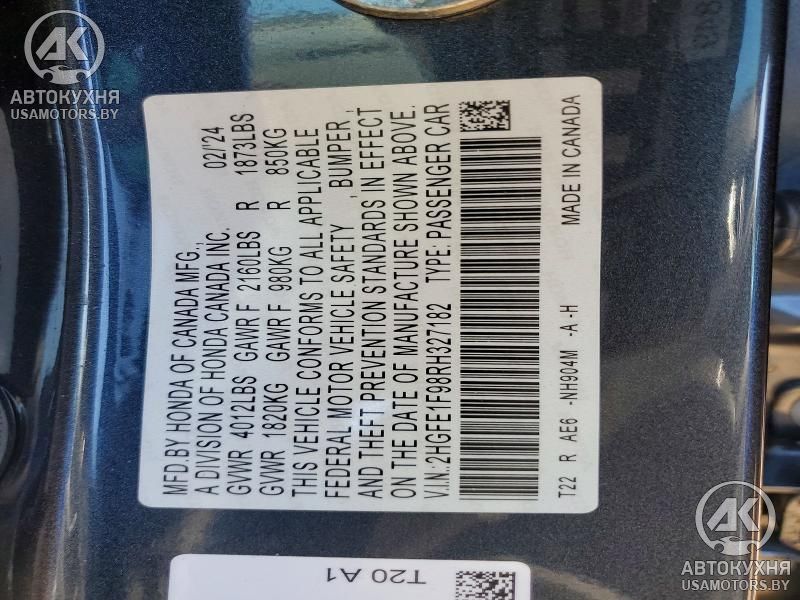 MFD.BY HONDA OF CANADA MFG., 02/'24
A DIVISION OF HONDA CANADA INC.
GVWR 4012LBS GAWR F 2160LBS R 1873LBS
GVWR 1820KG GAWR F 980KG R 850KG
THIS VEHICLE CONFORMS TO ALL APPLICABLE
FEDERAL MOTOR VEHICLE SAFETY , BUMPER ,
AND THEFT PREVENTION STANDARDS IN EFFECT
ON THE DATE OF MANUFACTURE SHOWN ABOVE.
V.I.N: 2HGFE1F98RH327182 TYPE: PASSENGER CAR
T22 R AE6 -NH904M -A -H MADE IN CANADA
T20 A1
AK
АВТОКУХНЯ
USAMOTORS.BY
AK
АВТОКУХНЯ
USAMOTORS.BY